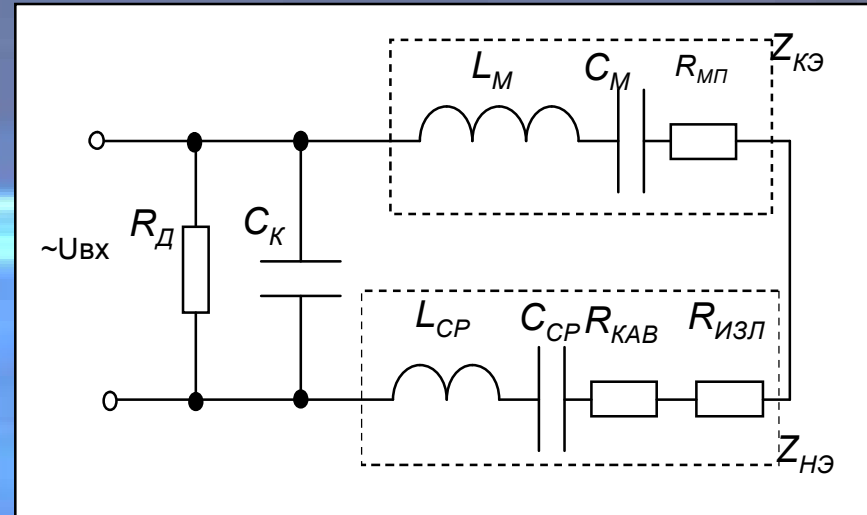 Z_КЭ
L_М
C_М
R_МП
R_Д
C_К
~Uвх
L_СР
C_СР
R_КАВ
R_ИЗЛ
Z_НЭ